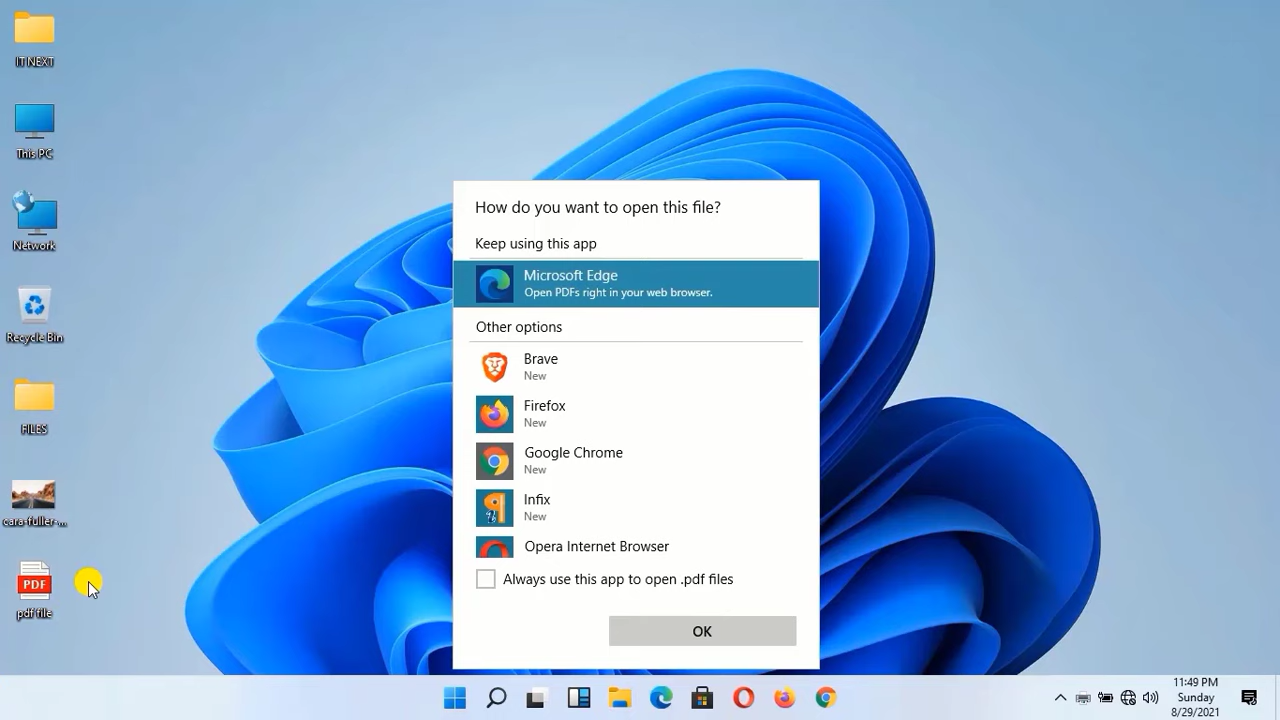 IT NEXT
This PC
Network
Recycle Bin
FILES
cara-fuller-...
PDF
pdf file
How do you want to open this file?
Keep using this app
Microsoft Edge
Open PDFs right in your web browser.
Other options
Brave
New
Firefox
New
Google Chrome
New
Infix
New
Opera Internet Browser
Always use this app to open .pdf files
OK
11:49 PM
Sunday
8/29/2021